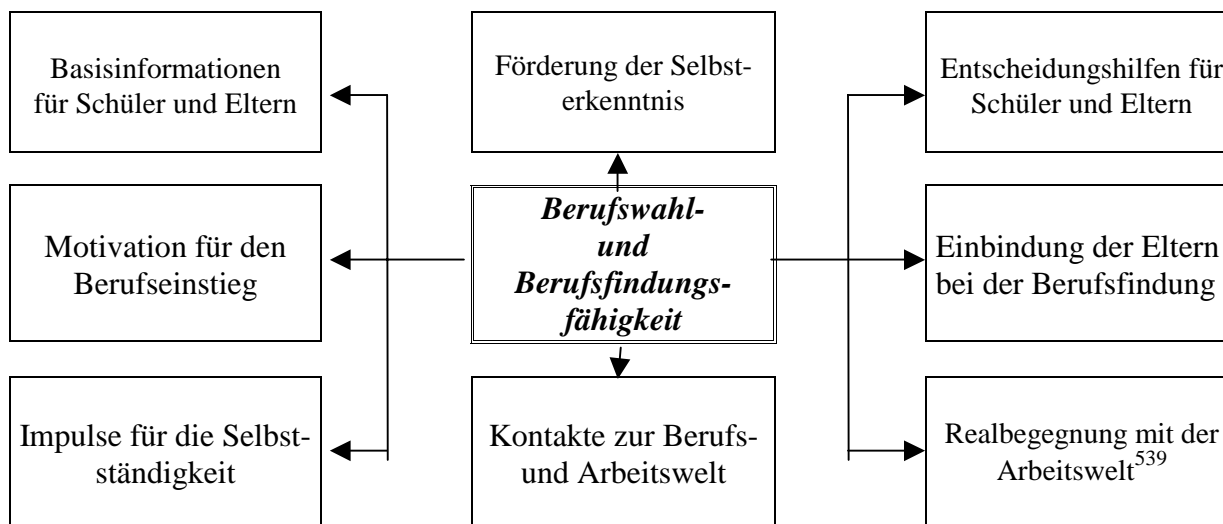 Basisinformationen
für Schüler und Eltern
Förderung der Selbst-
erkenntnis
Entscheidungshilfen für
Schüler und Eltern
Motivation für den
Berufseinstieg
Berufswahl-
und
Berufsfindungs-
fähigkeit
Einbindung der Eltern
bei der Berufsfindung
Impulse für die Selbst-
ständigkeit
Kontakte zur Berufs-
und Arbeitswelt
Realbegegnung mit der
Arbeitswelt539